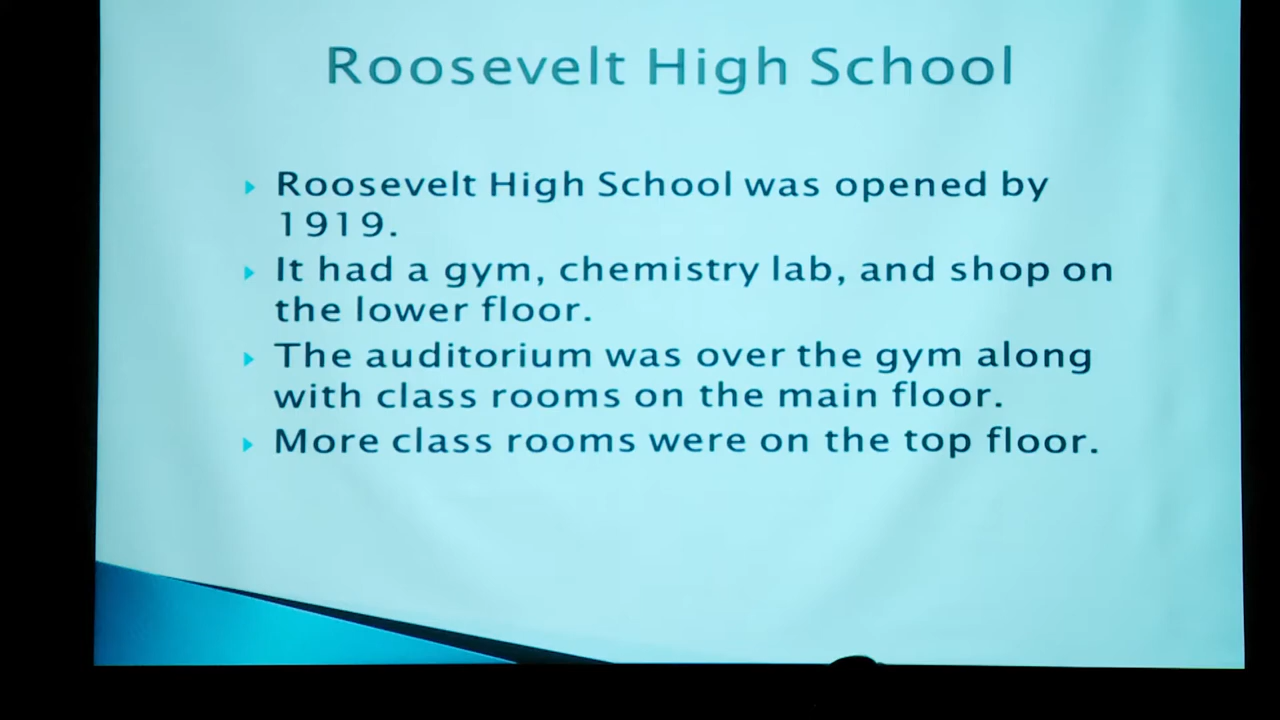 Roosevelt High School
Roosevelt High School was opened by
1919.
It had a gym, chemistry lab, and shop on
the lower floor.
The auditorium was over the gym along
with class rooms on the main floor.
More class rooms were on the top floor.